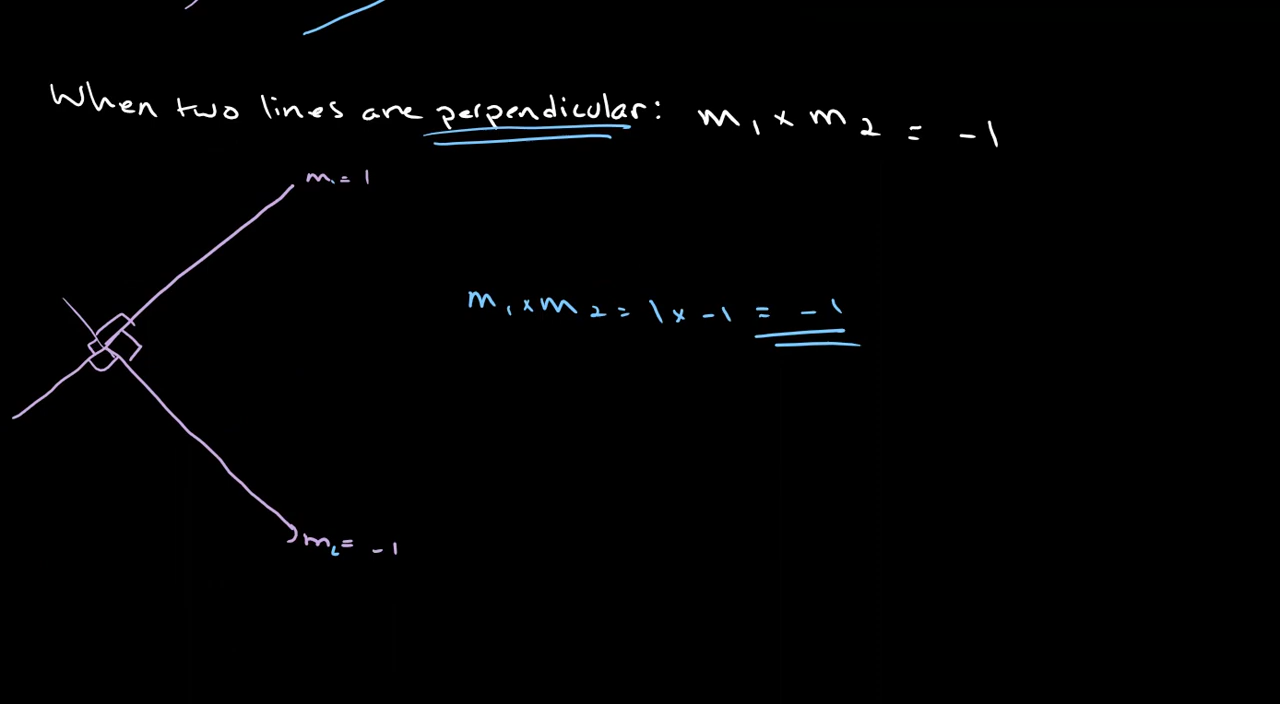 When two lines are perpendicular: m₁ × m₂ = -1
m₁ = 1
m₁ × m₂ = 1 × -1 = -1
m₂ = -1